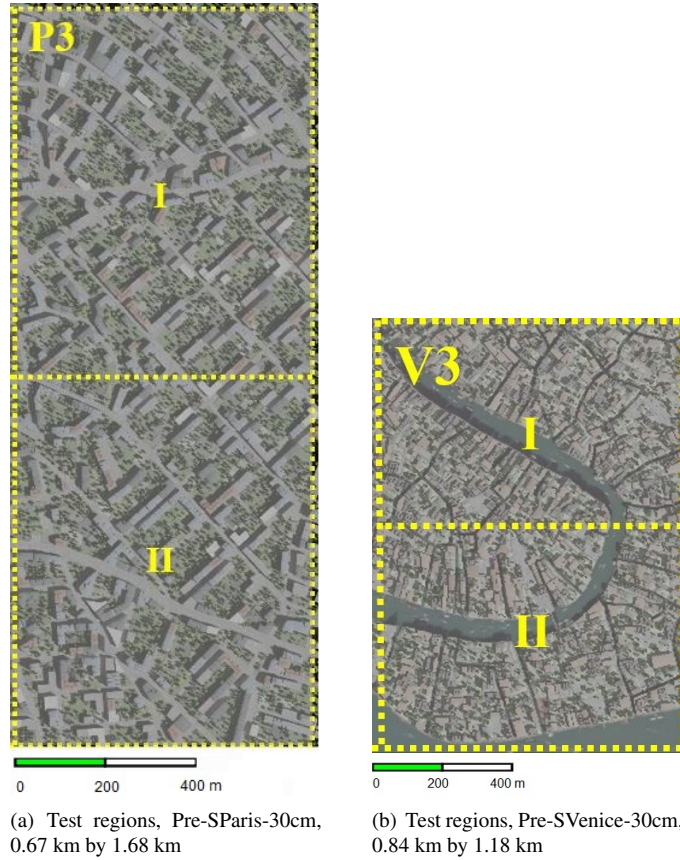 P3
I
II
0 200 400 m
(a) Test regions, Pre-SParis-30cm,
0.67 km by 1.68 km
V3
I
II
0 200 400 m
(b) Test regions, Pre-SVenice-30cm,
0.84 km by 1.18 km